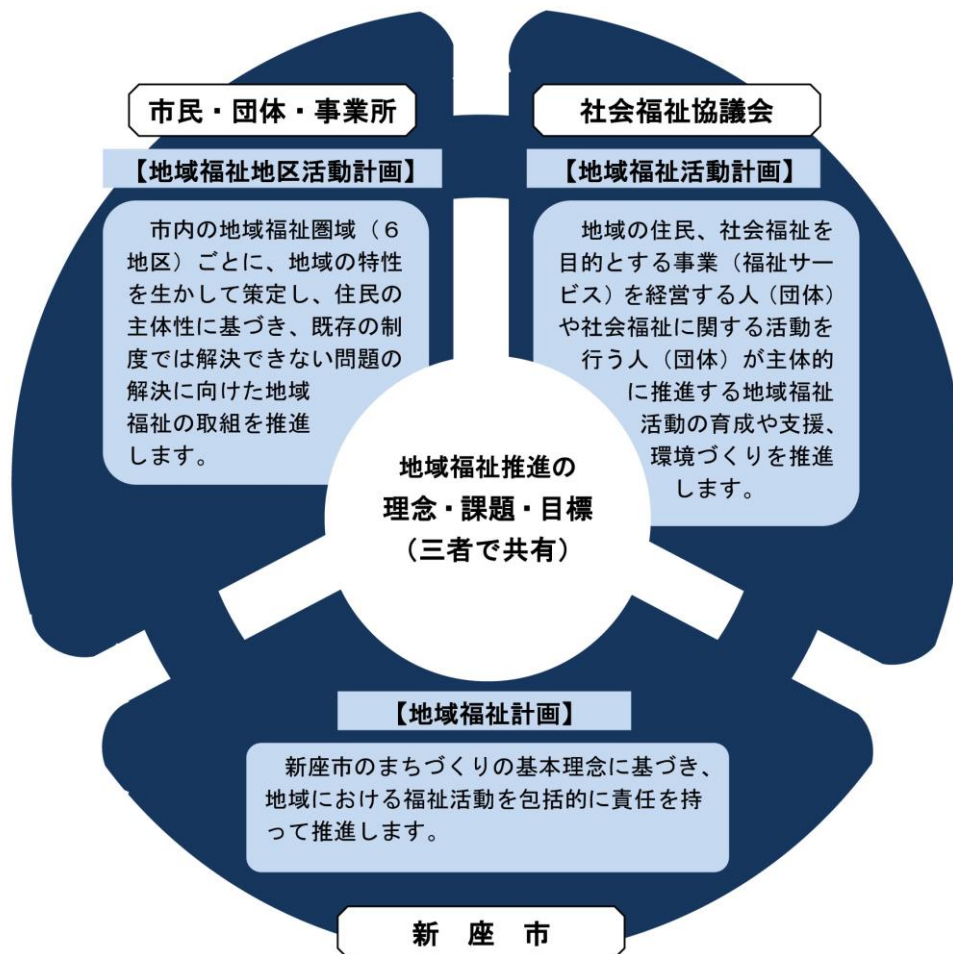 市民・団体・事業所
【地域福祉地区活動計画】
市内の地域福祉圏域(6
地区)ごとに、地域の特性
を生かして策定し、住民の
主体性に基づき、既存の制
度では解決できない問題の
解決に向けた地域
福祉の取組を推進
します。
社会福祉協議会
【地域福祉活動計画】
地域の住民、社会福祉を
目的とする事業(福祉サー
ビス)を経営する人(団体)
や社会福祉に関する活動を
行う人(団体)が主体的
に推進する地域福祉
活動の育成や支援、
環境づくりを推進
します。
地域福祉推進の
理念・課題・目標
(三者で共有)
【地域福祉計画】
新座市のまちづくりの基本理念に基づき、
地域における福祉活動を包括的に責任を持
って推進します。
新 座 市